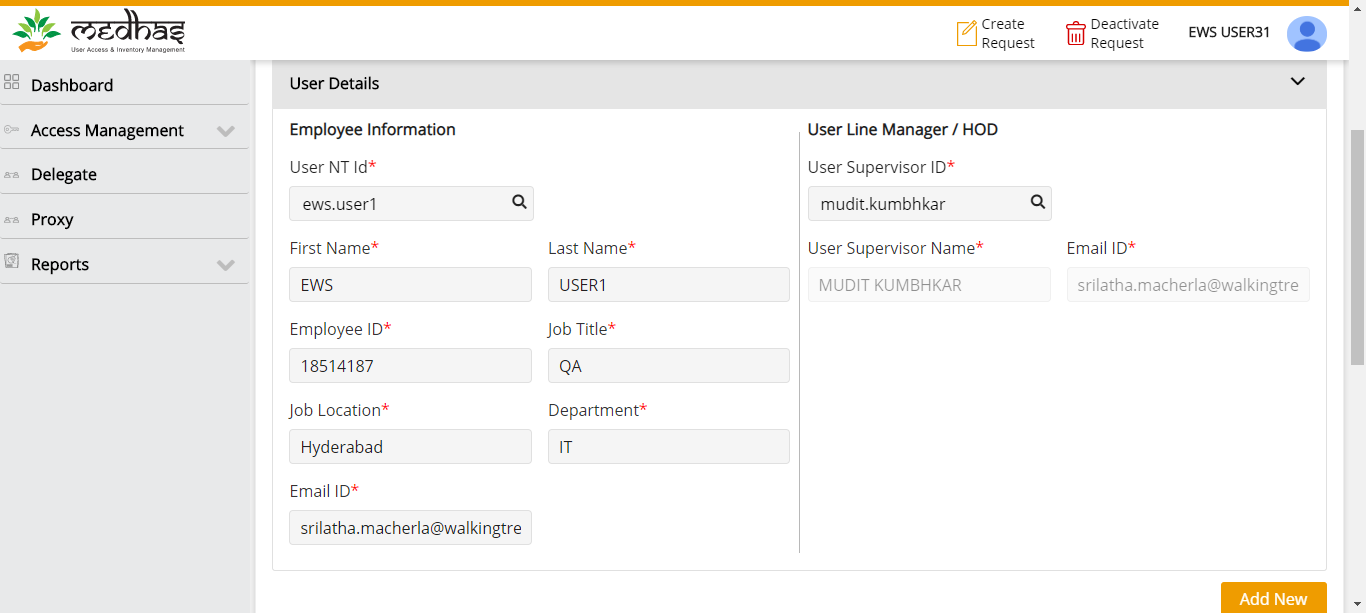 medhas
User Access & Inventory Management
Create
Request
Deactivate
Request
EWS USER31
Dashboard
Access Management
Delegate
Proxy
Reports
User Details
Employee Information
User NT Id*
ews.user1
First Name*
Last Name*
EWS
USER1
Employee ID*
Job Title*
18514187
QA
Job Location*
Department*
Hyderabad
IT
Email ID*
srilatha.macherla@walkingtre
User Line Manager / HOD
User Supervisor ID*
mudit.kumbhkar
User Supervisor Name*
Email ID*
MUDIT KUMBHKAR
srilatha.macherla@walkingtre
Add New